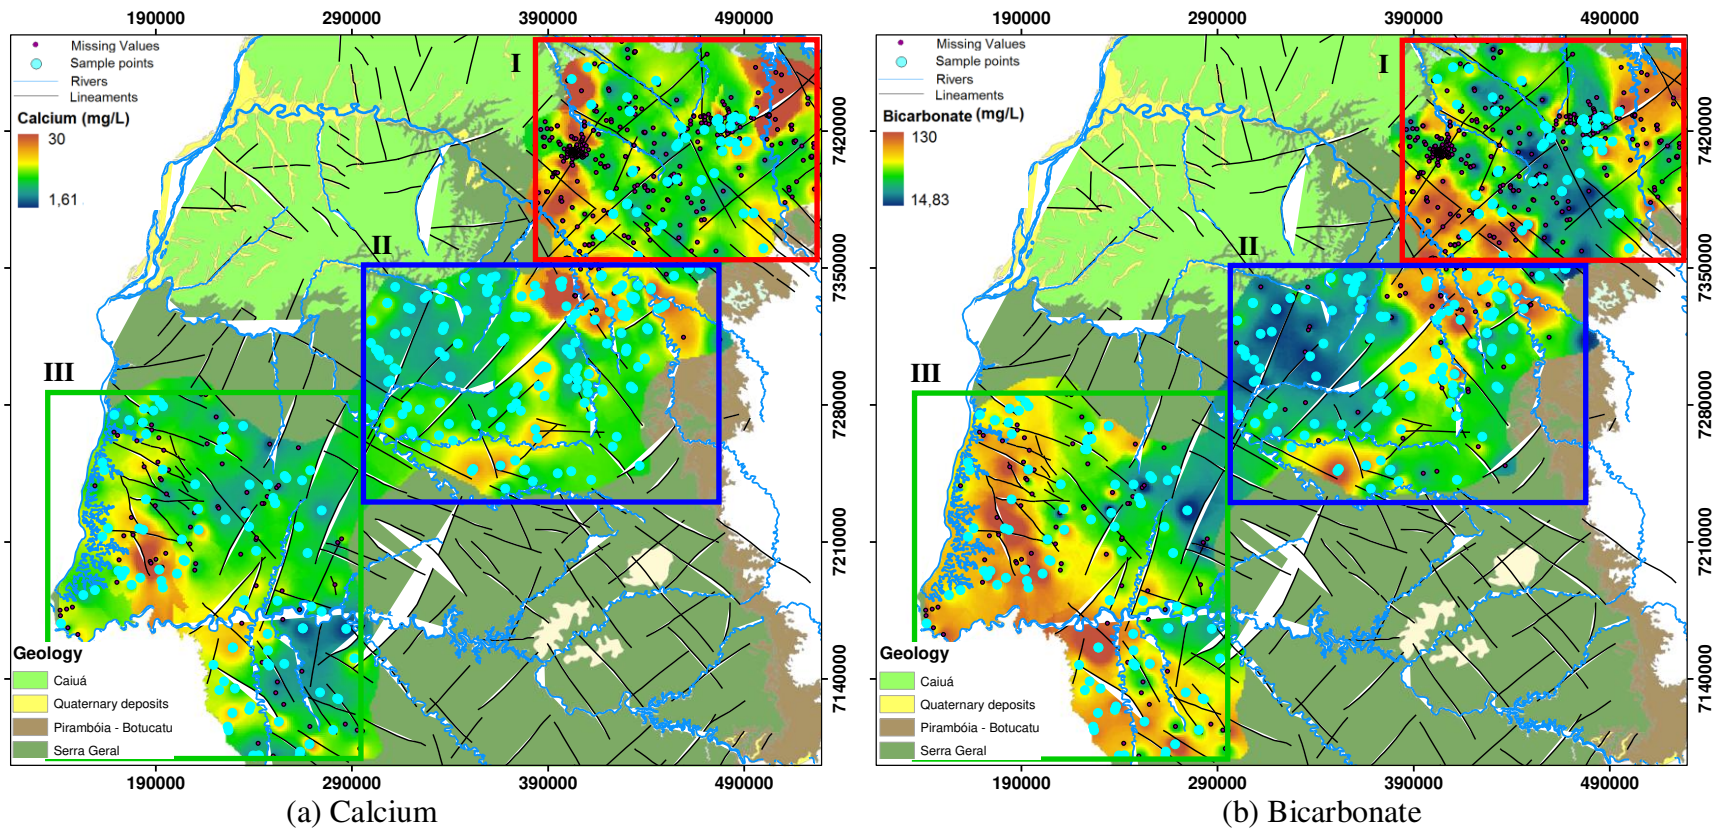 190000 290000 390000 490000
Missing Values
Sample points
Rivers
Lineaments
Calcium (mg/L)
30
1,61
I
II
III
7420000
7350000
7280000
7210000
7140000
Geology
Caiuá
Quaternary deposits
Pirambóia - Botucatu
Serra Geral
190000 290000 390000 490000
(a) Calcium
190000 290000 390000 490000
Missing Values
Sample points
Rivers
Lineaments
Bicarbonate (mg/L)
130
14,83
I
II
III
7420000
7350000
7280000
7210000
7140000
Geology
Caiuá
Quaternary deposits
Pirambóia - Botucatu
Serra Geral
190000 290000 390000 490000
(b) Bicarbonate